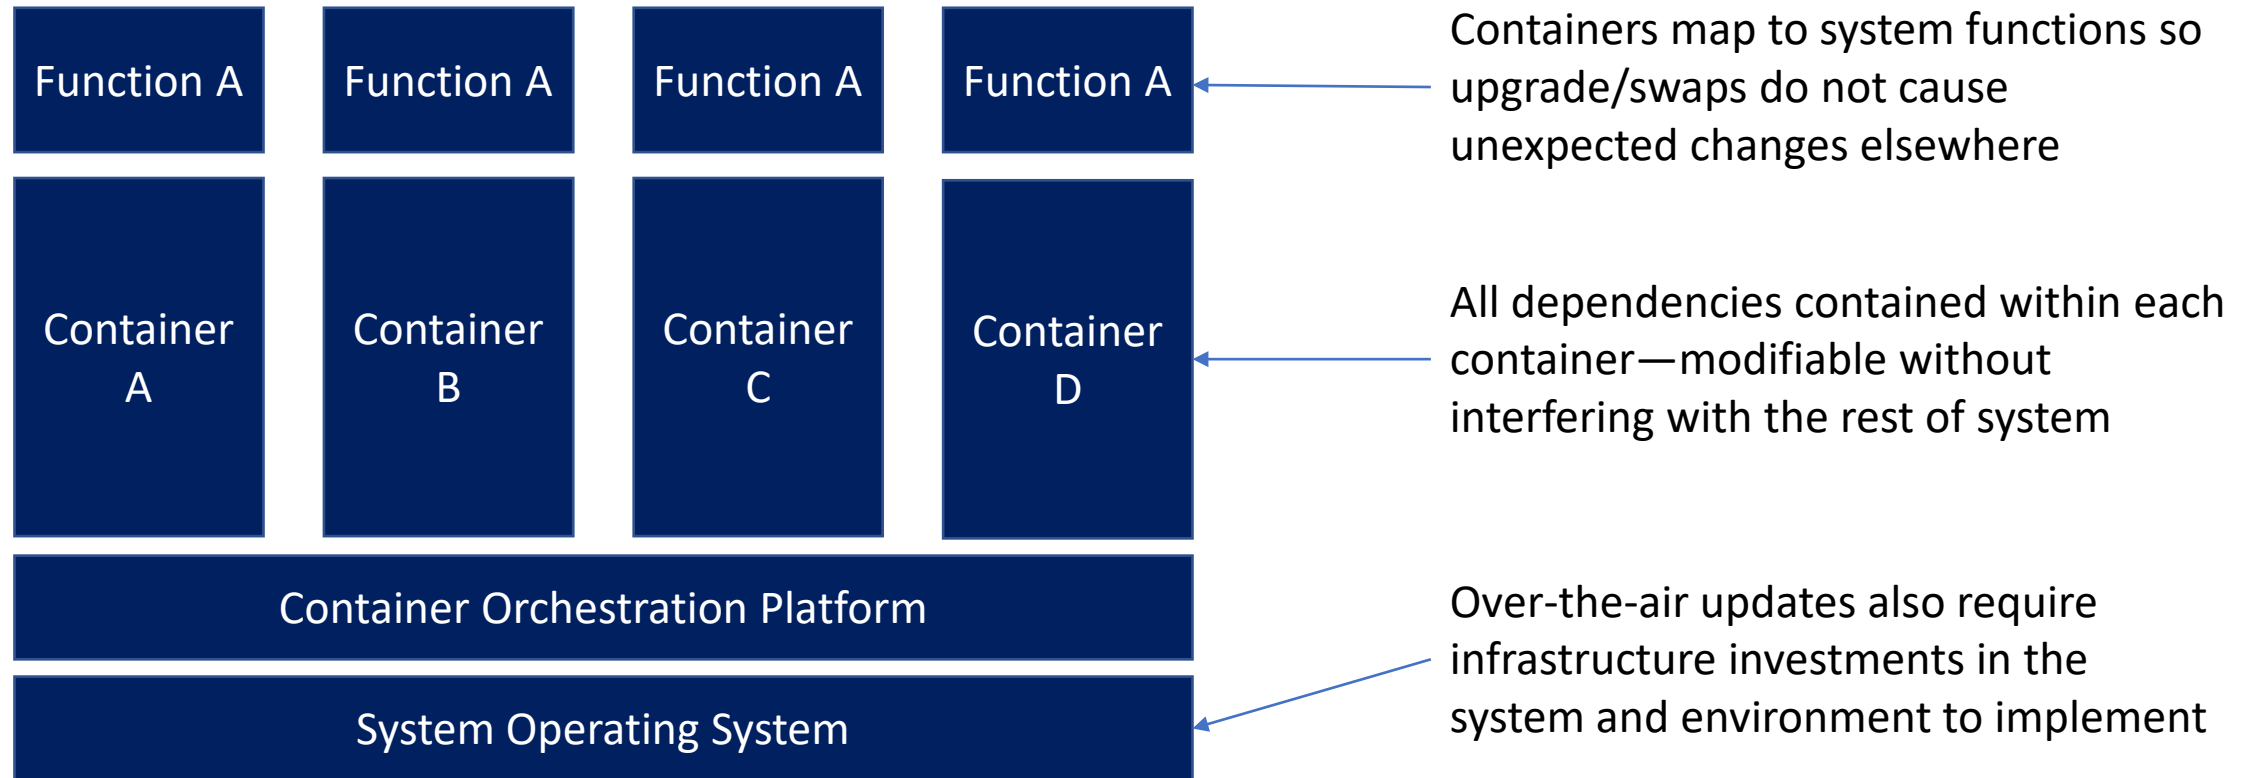 Function A
Function A
Function A
Function A
Containers map to system functions so
upgrade/swaps do not cause
unexpected changes elsewhere
Container
A
Container
B
Container
C
Container
D
All dependencies contained within each
container—modifiable without
interfering with the rest of system
Container Orchestration Platform
System Operating System
Over-the-air updates also require
infrastructure investments in the
system and environment to implement